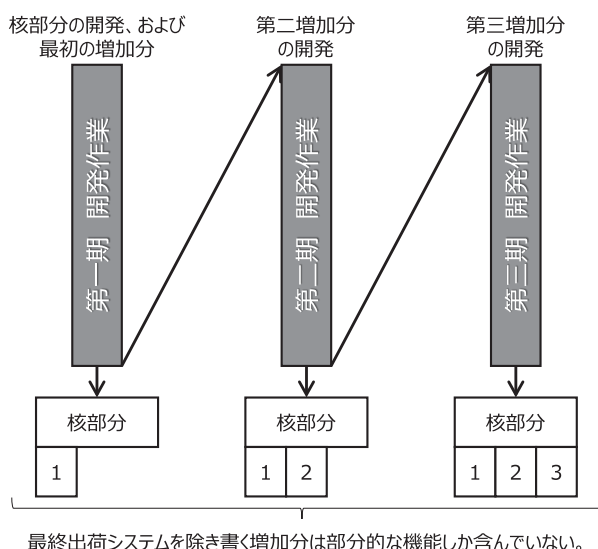 核部分の開発、および
最初の増加分
第二増加分
の開発
第三増加分
の開発
第一期 開発作業
第二期 開発作業
第三期 開発作業
核部分
1
核部分
1 2
核部分
1 2 3
最終出荷システムを除き書く増加分は部分的な機能しか含んでいない。